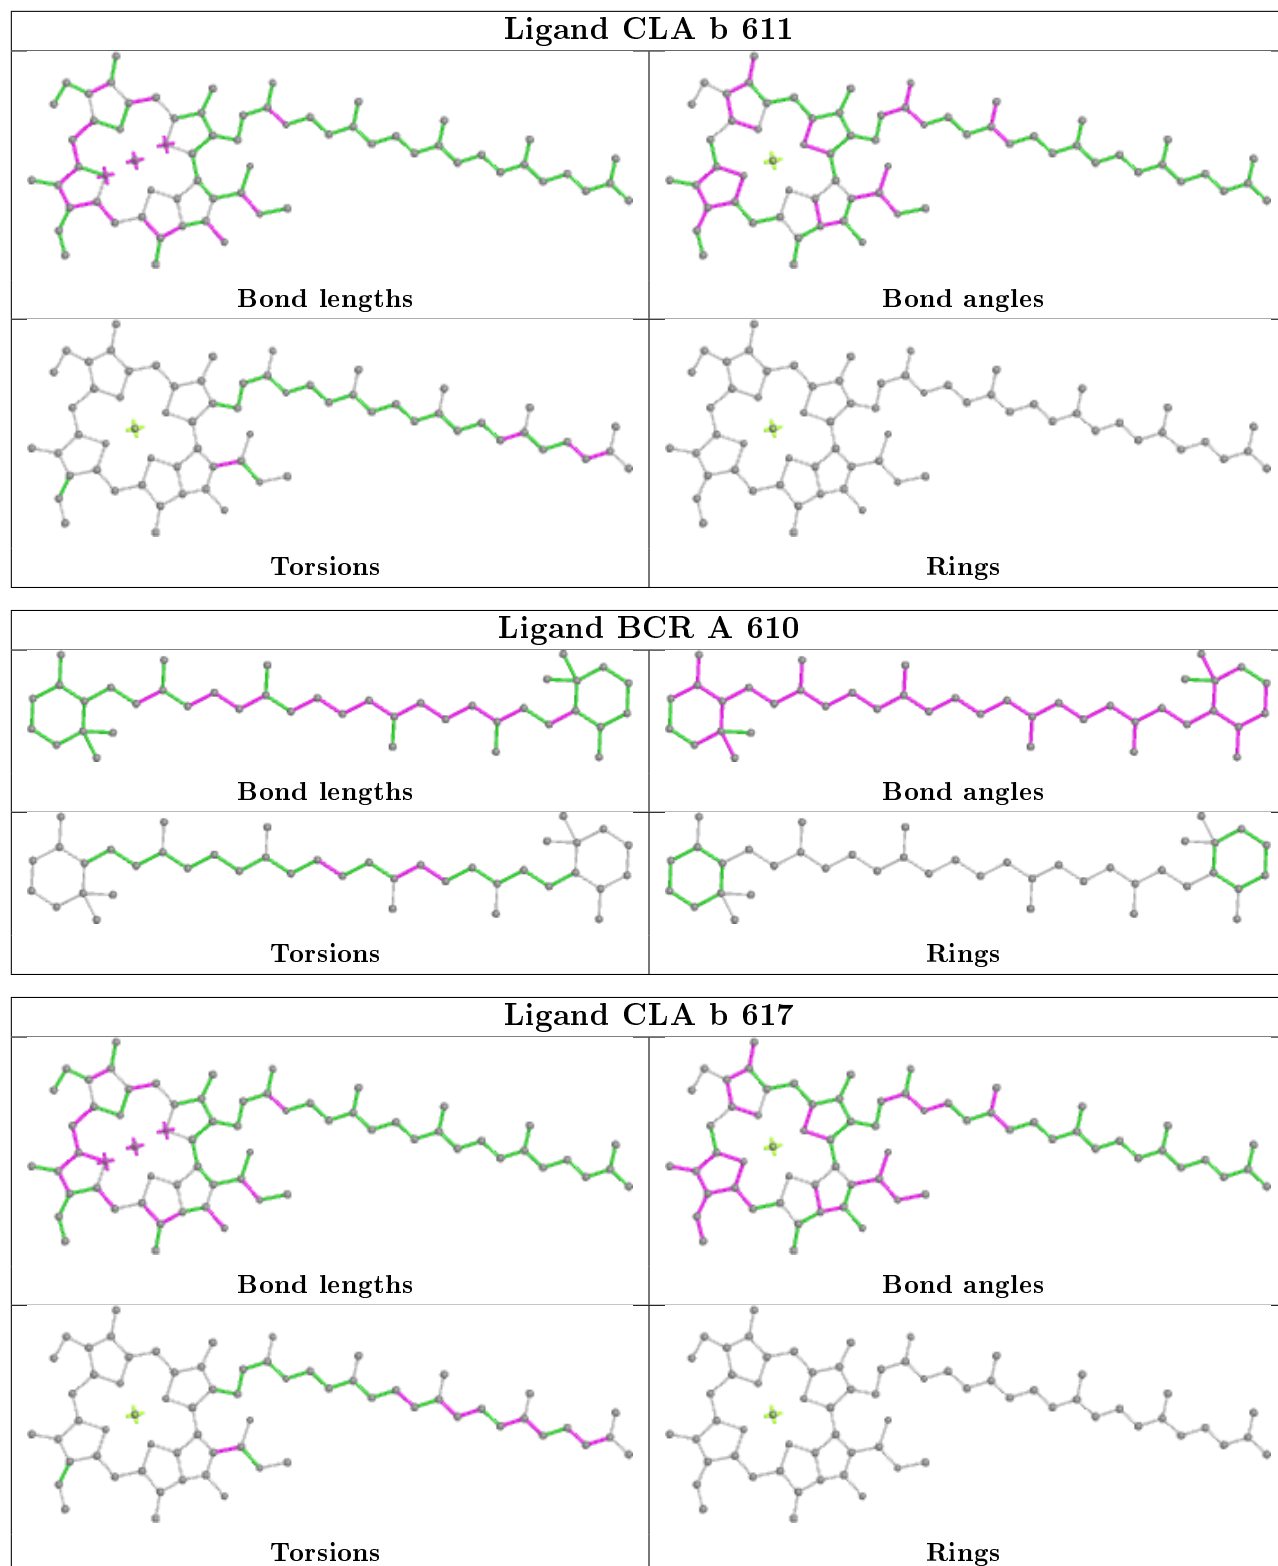 Ligand CLA b 611
Bond lengths
Bond angles
Torsions
Rings
Ligand BCR A 610
Bond lengths
Bond angles
Torsions
Rings
Ligand CLA b 617
Bond lengths
Bond angles
Torsions
Rings